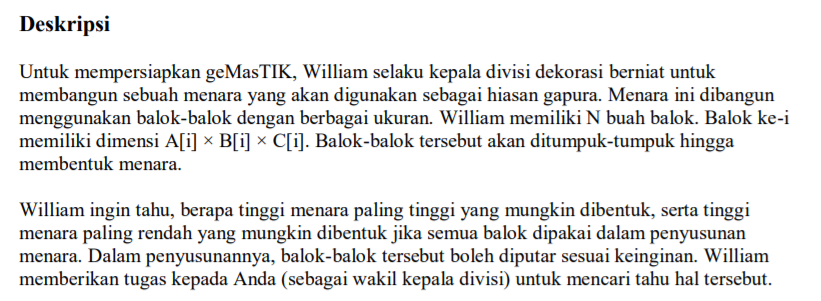 Deskripsi
Untuk mempersiapkan geMasTIK, William selaku kepala divisi dekorasi berniat untuk
membangun sebuah menara yang akan digunakan sebagai hiasan gapura. Menara ini dibangun
menggunakan balok-balok dengan berbagai ukuran. William memiliki N buah balok. Balok ke-i
memiliki dimensi A[i] × B[i] × C[i]. Balok-balok tersebut akan ditumpuk-tumpuk hingga
membentuk menara.
William ingin tahu, berapa tinggi menara paling tinggi yang mungkin dibentuk, serta tinggi
menara paling rendah yang mungkin dibentuk jika semua balok dipakai dalam penyusunan
menara. Dalam penyusunannya, balok-balok tersebut boleh diputar sesuai keinginan. William
memberikan tugas kepada Anda (sebagai wakil kepala divisi) untuk mencari tahu hal tersebut.